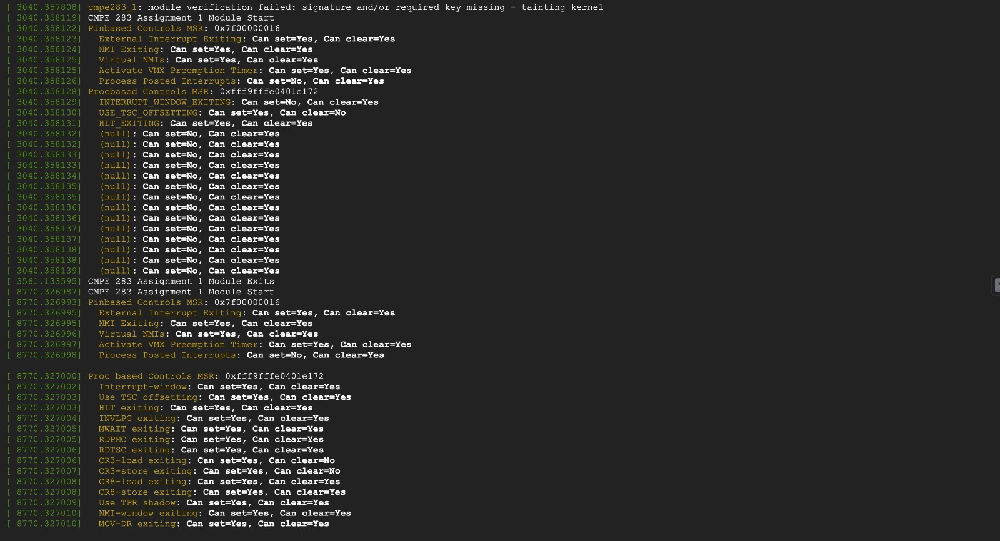 [ 3040.357808] cmpe283_1: module verification failed: signature and/or required key missing - tainting kernel
[ 3040.358119] CMPE 283 Assignment 1 Module Start
[ 3040.358122] Pinbased Controls MSR: 0x7f00000016
[ 3040.358123]   External Interrupt Exiting: Can set=Yes, Can clear=Yes
[ 3040.358124]   NMI Exiting: Can set=Yes, Can clear=Yes
[ 3040.358125]   Virtual NMIs: Can set=Yes, Can clear=Yes
[ 3040.358125]   Activate VMX Preemption Timer: Can set=Yes, Can clear=Yes
[ 3040.358126]   Process Posted Interrupts: Can set=No, Can clear=Yes
[ 3040.358128] Procbased Controls MSR: 0xfff9fffe0401e172
[ 3040.358129]   INTERRUPT_WINDOW_EXITING: Can set=No, Can clear=Yes
[ 3040.358130]   USE_TSC_OFFSETTING: Can set=Yes, Can clear=No
[ 3040.358131]   HLT_EXITING: Can set=Yes, Can clear=Yes
[ 3040.358132]   (null): Can set=No, Can clear=Yes
[ 3040.358132]   (null): Can set=No, Can clear=Yes
[ 3040.358133]   (null): Can set=No, Can clear=Yes
[ 3040.358133]   (null): Can set=No, Can clear=Yes
[ 3040.358134]   (null): Can set=No, Can clear=Yes
[ 3040.358135]   (null): Can set=No, Can clear=Yes
[ 3040.358135]   (null): Can set=No, Can clear=Yes
[ 3040.358136]   (null): Can set=No, Can clear=Yes
[ 3040.358136]   (null): Can set=No, Can clear=Yes
[ 3040.358137]   (null): Can set=No, Can clear=Yes
[ 3040.358137]   (null): Can set=No, Can clear=Yes
[ 3040.358138]   (null): Can set=No, Can clear=Yes
[ 3040.358138]   (null): Can set=No, Can clear=Yes
[ 3040.358139]   (null): Can set=No, Can clear=Yes
[ 3561.133595] CMPE 283 Assignment 1 Module Exits
[ 8770.326987] CMPE 283 Assignment 1 Module Start
[ 8770.326993] Pinbased Controls MSR: 0x7f00000016
[ 8770.326995]   External Interrupt Exiting: Can set=Yes, Can clear=Yes
[ 8770.326995]   NMI Exiting: Can set=Yes, Can clear=Yes
[ 8770.326996]   Virtual NMIs: Can set=Yes, Can clear=Yes
[ 8770.326997]   Activate VMX Preemption Timer: Can set=Yes, Can clear=Yes
[ 8770.326998]   Process Posted Interrupts: Can set=No, Can clear=Yes
[ 8770.327000] Proc based Controls MSR: 0xfff9fffe0401e172
[ 8770.327002]   Interrupt-window: Can set=Yes, Can clear=Yes
[ 8770.327003]   Use TSC offsetting: Can set=Yes, Can clear=Yes
[ 8770.327003]   HLT exiting: Can set=Yes, Can clear=Yes
[ 8770.327004]   INVLPG exiting: Can set=Yes, Can clear=Yes
[ 8770.327005]   MWAIT exiting: Can set=Yes, Can clear=Yes
[ 8770.327005]   RDPMC exiting: Can set=Yes, Can clear=Yes
[ 8770.327006]   RDTSC exiting: Can set=Yes, Can clear=Yes
[ 8770.327006]   CR3-load exiting: Can set=Yes, Can clear=No
[ 8770.327007]   CR3-store exiting: Can set=Yes, Can clear=No
[ 8770.327008]   CR8-load exiting: Can set=Yes, Can clear=Yes
[ 8770.327008]   CR8-store exiting: Can set=Yes, Can clear=Yes
[ 8770.327009]   Use TPR shadow: Can set=Yes, Can clear=Yes
[ 8770.327010]   NMI-window exiting: Can set=Yes, Can clear=Yes
[ 8770.327010]   MOV-DR exiting: Can set=Yes, Can clear=Yes